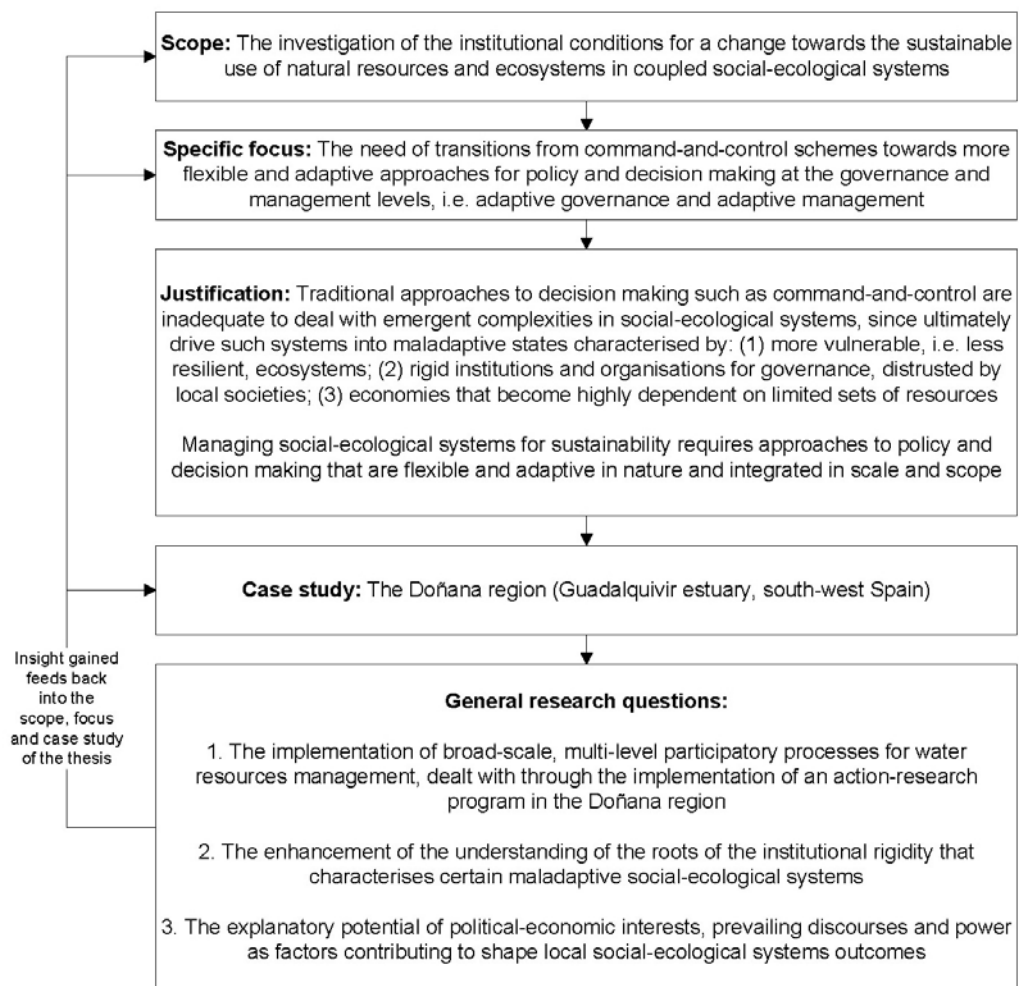 Scope: The investigation of the institutional conditions for a change towards the sustainable
use of natural resources and ecosystems in coupled social-ecological systems
Specific focus: The need of transitions from command-and-control schemes towards more
flexible and adaptive approaches for policy and decision making at the governance and
management levels, i.e. adaptive governance and adaptive management
Justification: Traditional approaches to decision making such as command-and-control are
inadequate to deal with emergent complexities in social-ecological systems, since ultimately
drive such systems into maladaptive states characterised by: (1) more vulnerable, i.e. less
resilient, ecosystems; (2) rigid institutions and organisations for governance, distrusted by
local societies; (3) economies that become highly dependent on limited sets of resources
Managing social-ecological systems for sustainability requires approaches to policy and
decision making that are flexible and adaptive in nature and integrated in scale and scope
Case study: The Doñana region (Guadalquivir estuary, south-west Spain)
Insight gained
feeds back
into the
scope, focus
and case study
of the thesis
General research questions:
1. The implementation of broad-scale, multi-level participatory processes for water
resources management, dealt with through the implementation of an action-research
program in the Doñana region
2. The enhancement of the understanding of the roots of the institutional rigidity that
characterises certain maladaptive social-ecological systems
3. The explanatory potential of political-economic interests, prevailing discourses and power
as factors contributing to shape local social-ecological systems outcomes